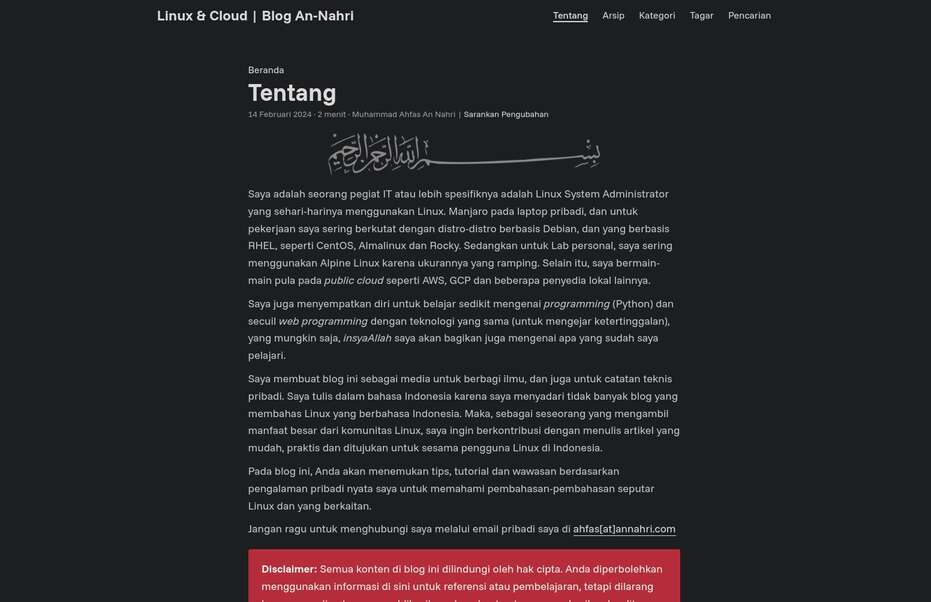 Linux & Cloud | Blog An-Nahri
Tentang
Arsip
Kategori
Tagar
Pencarian
Beranda
Tentang
14 Februari 2024 · 2 menit · Muhammad Ahfas An Nahri | Sarankan Pengubahan
بسم الله الرحمن الرحيم
Saya adalah seorang pegiat IT atau lebih spesifiknya adalah Linux System Administrator
yang sehari-harinya menggunakan Linux. Manjaro pada laptop pribadi, dan untuk
pekerjaan saya sering berkutat dengan distro-distro berbasis Debian, dan yang berbasis
RHEL, seperti CentOS, Almalinux dan Rocky. Sedangkan untuk Lab personal, saya sering
menggunakan Alpine Linux karena ukurannya yang ramping. Selain itu, saya bermain-
main pula pada public cloud seperti AWS, GCP dan beberapa penyedia lokal lainnya.
Saya juga menyempatkan diri untuk belajar sedikit mengenai programming (Python) dan
secuil web programming dengan teknologi yang sama (untuk mengejar ketertinggalan),
yang mungkin saja, insyaAllah saya akan bagikan juga mengenai apa yang sudah saya
pelajari.
Saya membuat blog ini sebagai media untuk berbagi ilmu, dan juga untuk catatan teknis
pribadi. Saya tulis dalam bahasa Indonesia karena saya menyadari tidak banyak blog yang
membahas Linux yang berbahasa Indonesia. Maka, sebagai seseorang yang mengambil
manfaat besar dari komunitas Linux, saya ingin berkontribusi dengan menulis artikel yang
mudah, praktis dan ditujukan untuk sesama pengguna Linux di Indonesia.
Pada blog ini, Anda akan menemukan tips, tutorial dan wawasan berdasarkan
pengalaman pribadi nyata saya untuk memahami pembahasan-pembahasan seputar
Linux dan yang berkaitan.
Jangan ragu untuk menghubungi saya melalui email pribadi saya di ahfas[at]annahri.com
Disclaimer: Semua konten di blog ini dilindungi oleh hak cipta. Anda diperbolehkan
menggunakan informasi di sini untuk referensi atau pembelajaran, tetapi dilarang